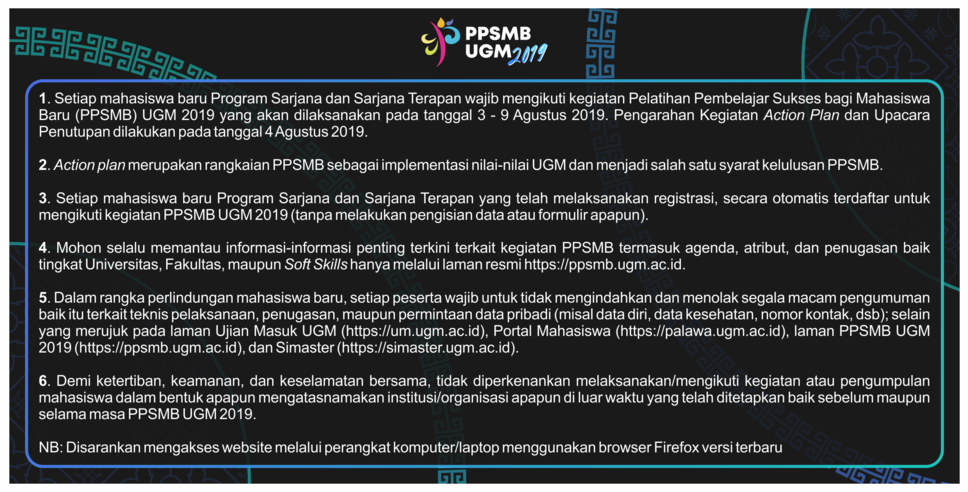 PPSMB
UGM 2019
1. Setiap mahasiswa baru Program Sarjana dan Sarjana Terapan wajib mengikuti kegiatan Pelatihan Pembelajar Sukses bagi Mahasiswa
Baru (PPSMB) UGM 2019 yang akan dilaksanakan pada tanggal 3 - 9 Agustus 2019. Pengarahan Kegiatan Action Plan dan Upacara
Penutupan dilakukan pada tanggal 4 Agustus 2019.
2. Action plan merupakan rangkaian PPSMB sebagai implementasi nilai-nilai UGM dan menjadi salah satu syarat kelulusan PPSMB.
3. Setiap mahasiswa baru Program Sarjana dan Sarjana Terapan yang telah melaksanakan registrasi, secara otomatis terdaftar untuk
mengikuti kegiatan PPSMB UGM 2019 (tanpa melakukan pengisian data atau formulir apapun).
4. Mohon selalu memantau informasi-informasi penting terkini terkait kegiatan PPSMB termasuk agenda, atribut, dan penugasan baik
tingkat Universitas, Fakultas, maupun Soft Skills hanya melalui laman resmi https://ppsmb.ugm.ac.id.
5. Dalam rangka perlindungan mahasiswa baru, setiap peserta wajib untuk tidak mengindahkan dan menolak segala macam pengumuman
baik itu terkait teknis pelaksanaan, penugasan, maupun permintaan data pribadi (misal data diri, data kesehatan, nomor kontak, dsb); selain
yang merujuk pada laman Ujian Masuk UGM (https://um.ugm.ac.id), Portal Mahasiswa (https://palawa.ugm.ac.id), laman PPSMB UGM
2019 (https://ppsmb.ugm.ac.id), dan Simaster (https://simaster.ugm.ac.id).
6. Demi ketertiban, keamanan, dan keselamatan bersama, tidak diperkenankan melaksanakan/mengikuti kegiatan atau pengumpulan
mahasiswa dalam bentuk apapun mengatasnamakan institusi/organisasi apapun di luar waktu yang telah ditetapkan baik sebelum maupun
selama masa PPSMB UGM 2019.
NB: Disarankan mengakses website melalui perangkat komputer/laptop menggunakan browser Firefox versi terbaru